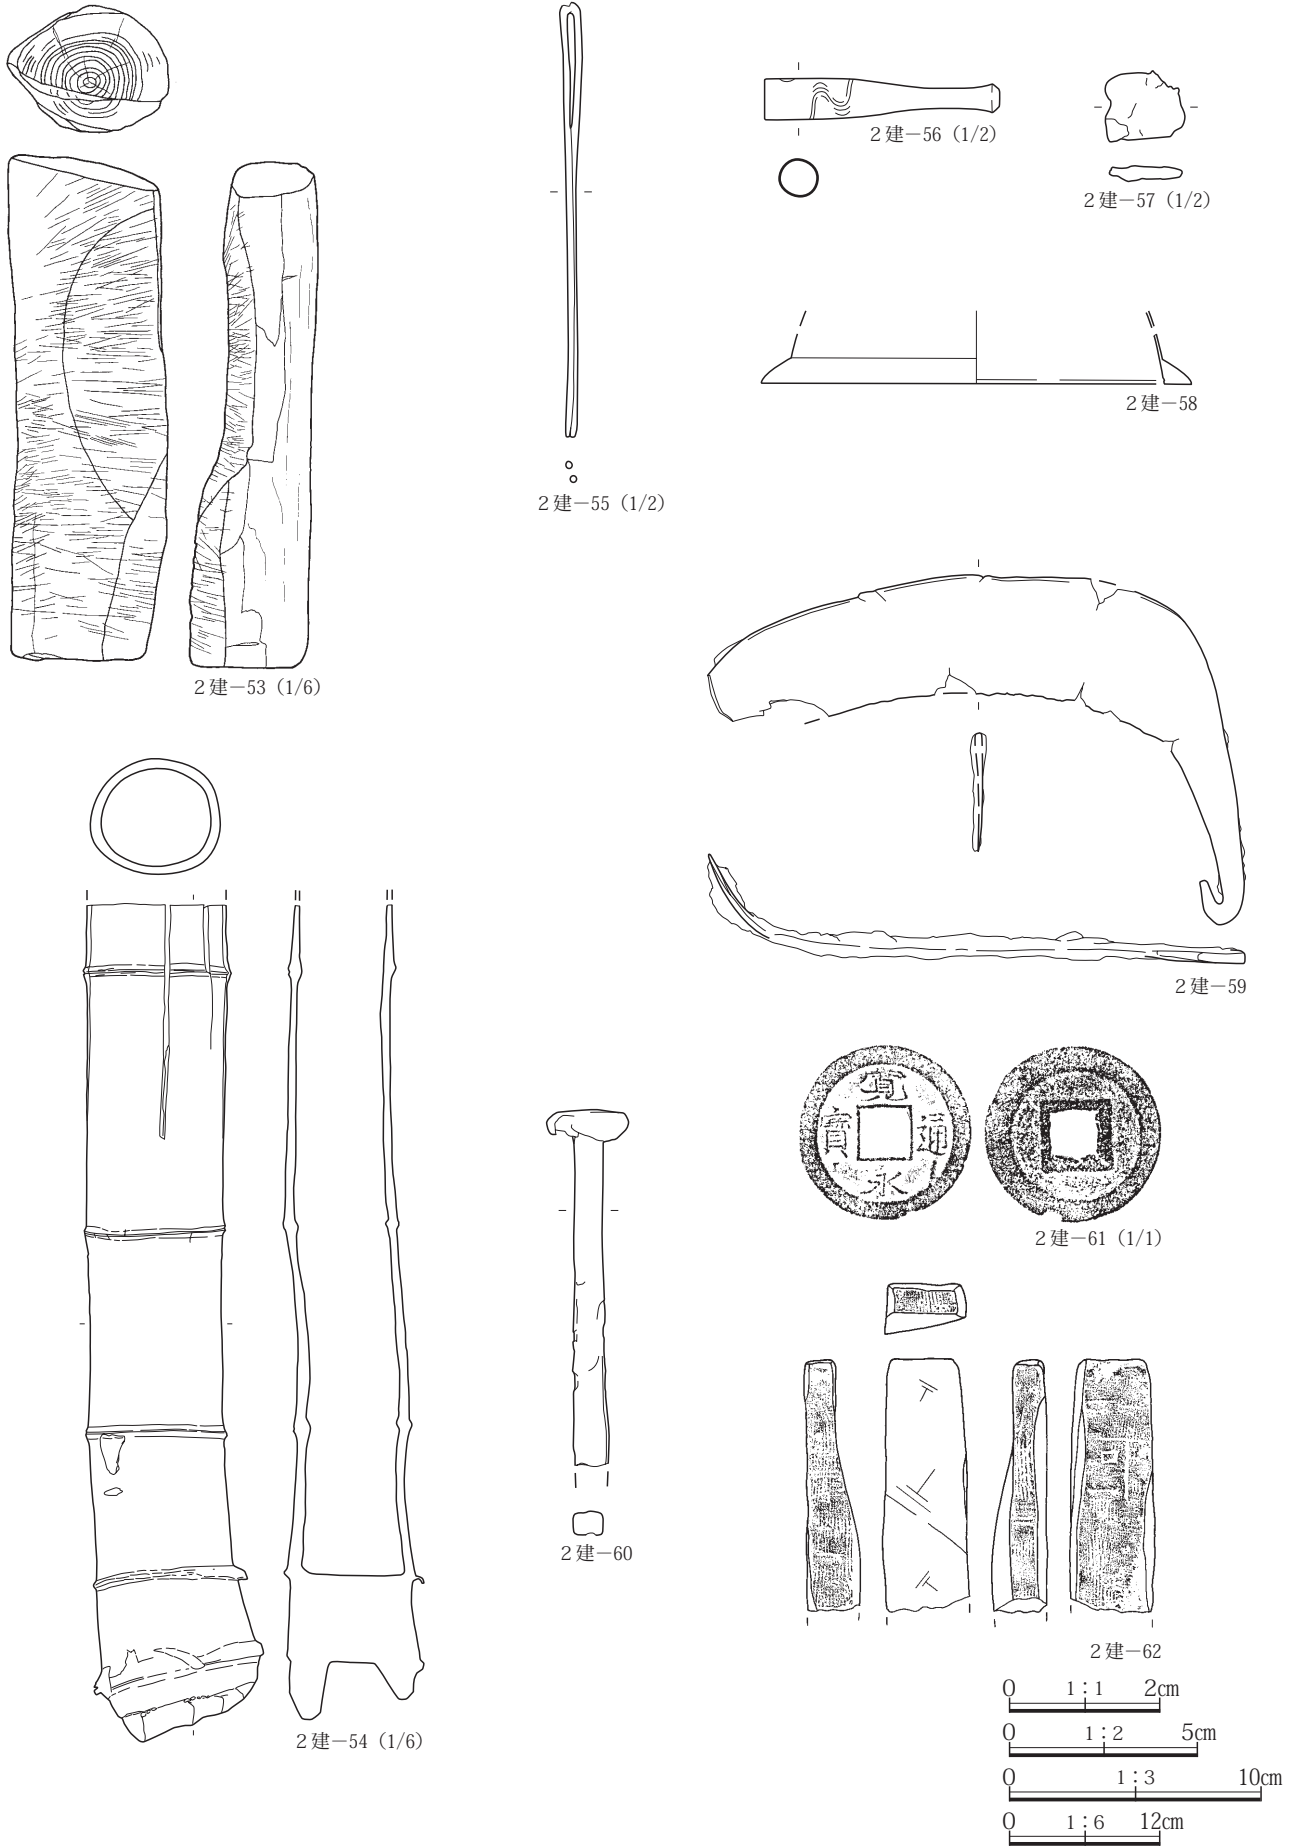 ２建－56（1/2）
２建－57（1/2）
２建－58
２建－55（1/2）
２建－53（1/6）
２建－59
寛
通
永
寳
２建－61（1/1）
２建－60
２建－62
２建－54（1/6）
0 1：1 2㎝
0 1：2 5㎝
0 1：3 10㎝
0 1：6 12㎝